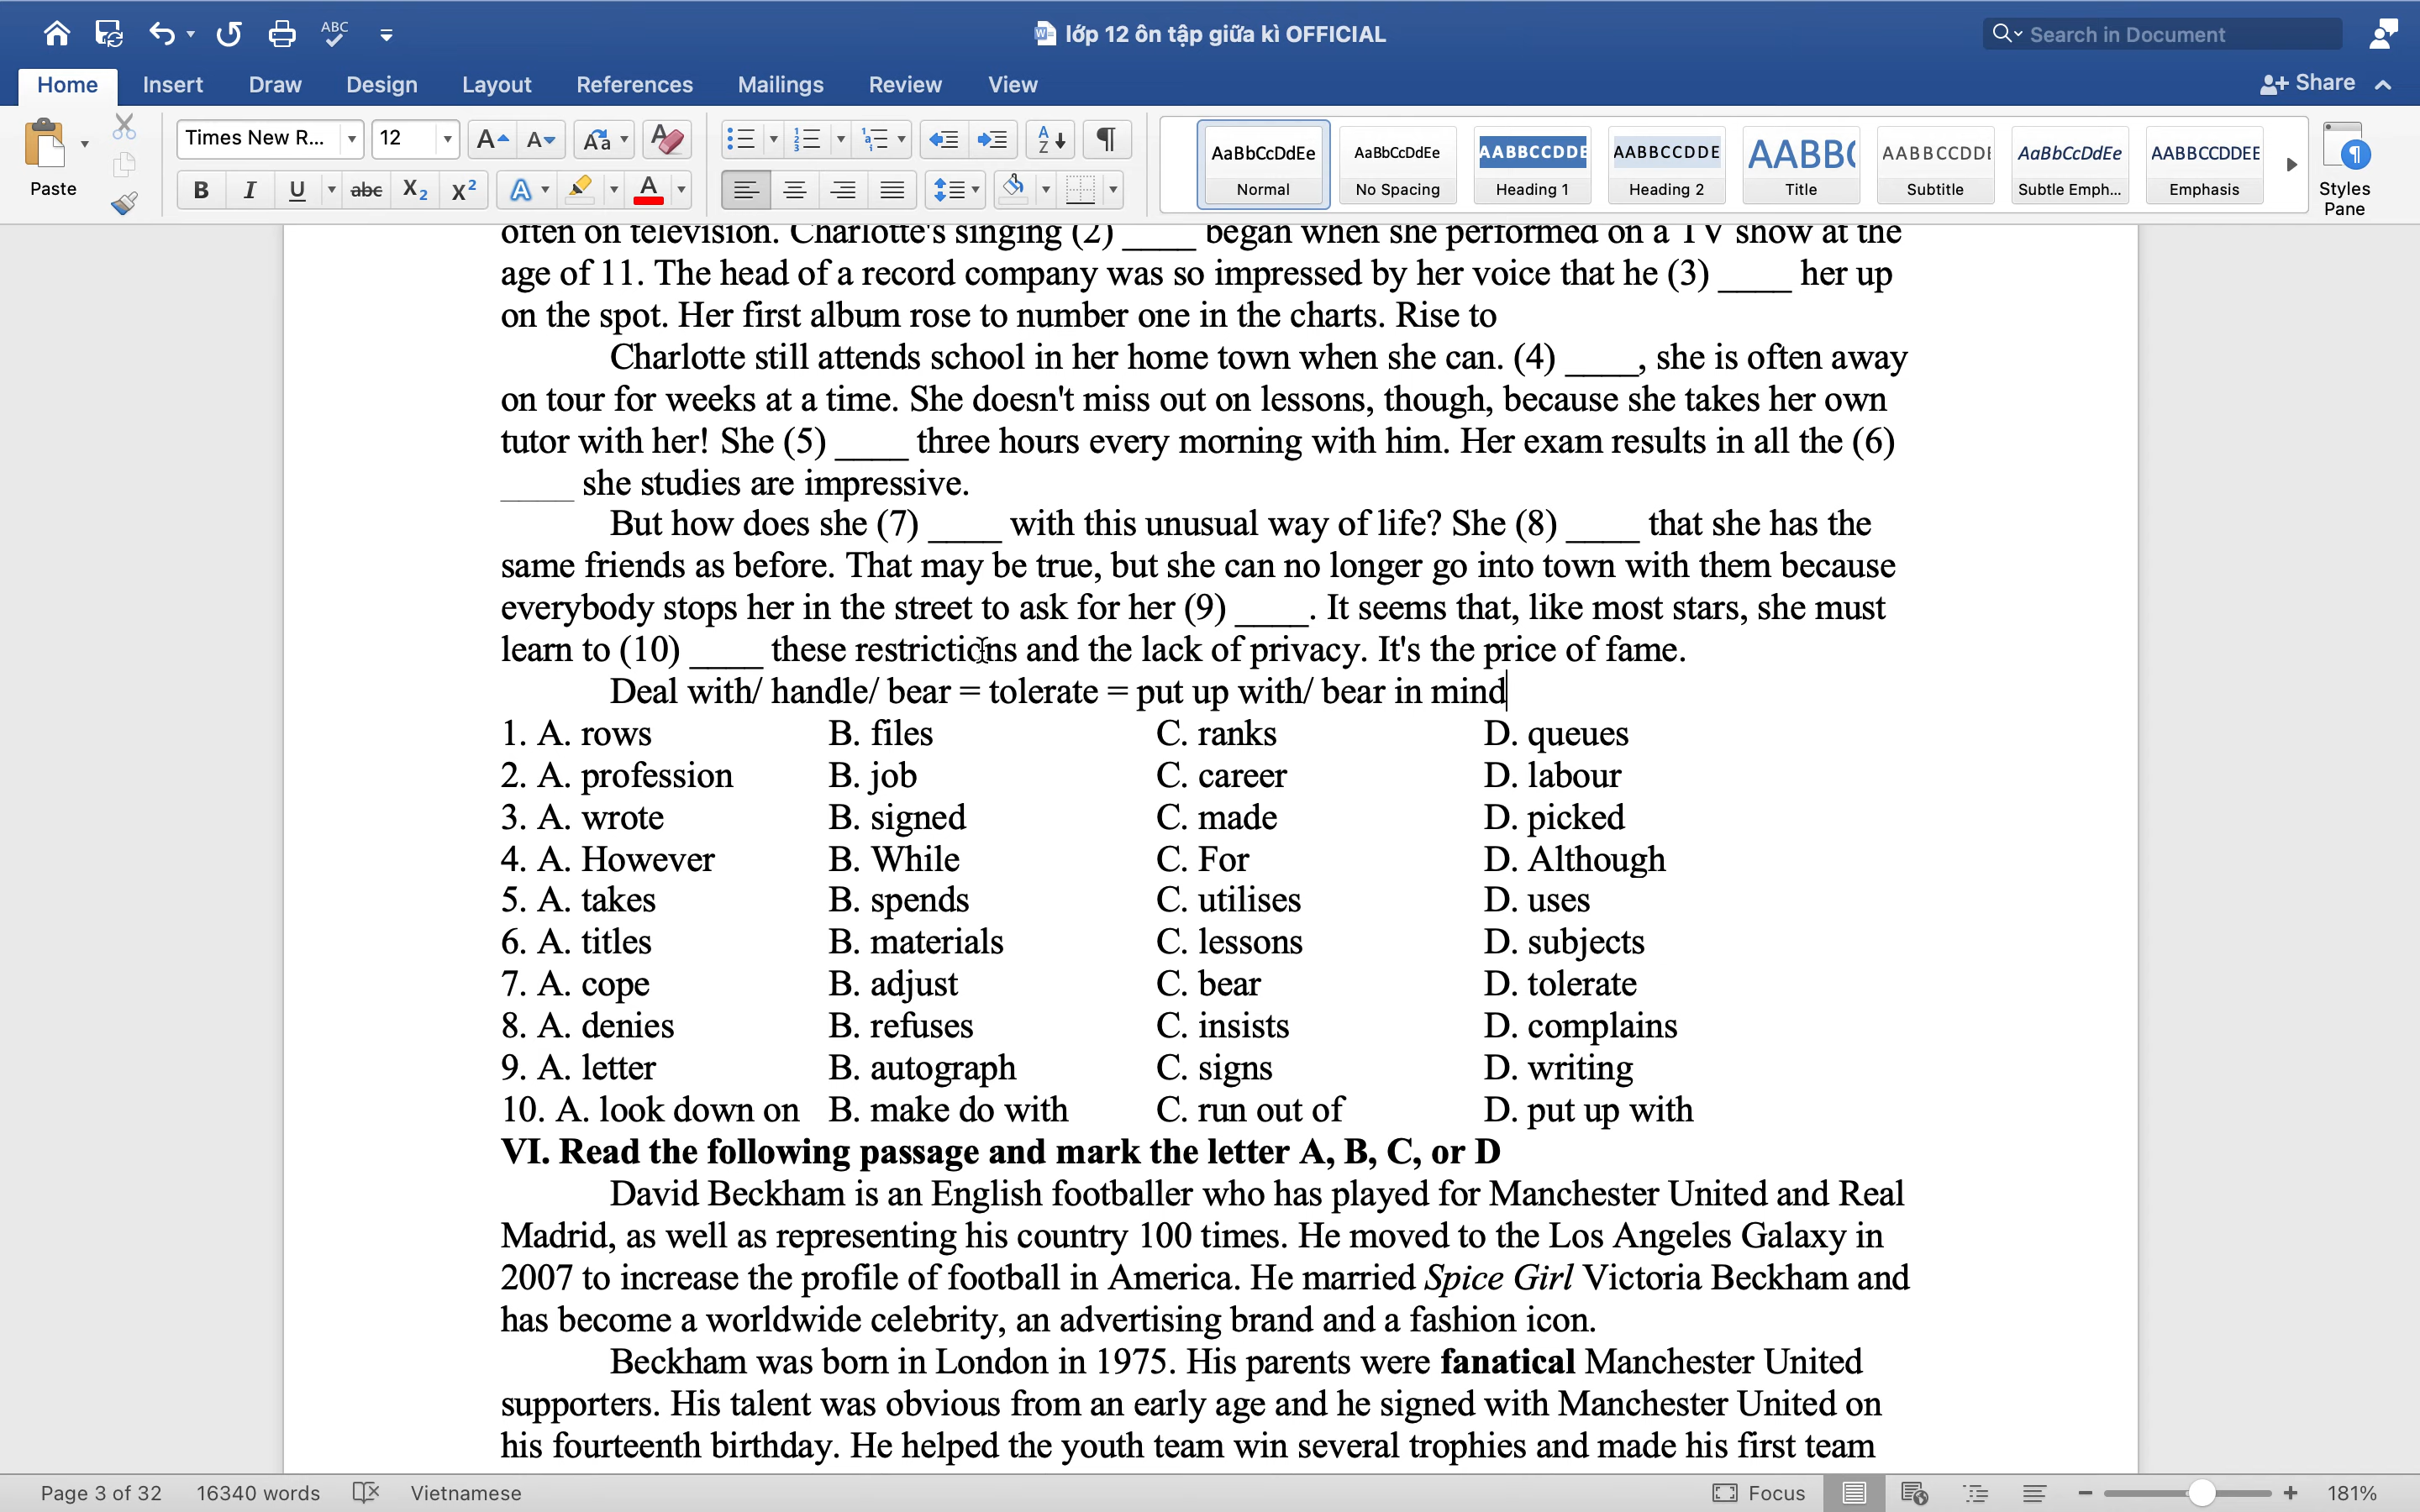 ABC
lớp 12 ôn tập giữa kì OFFICIAL
Search in Document
Home Insert Draw Design Layout References Mailings Review View Share
Paste
Times New R... 12
AaBbCcDdEe AaBbCcDdEe AABBCCDDE AABBCCDDE AABBC AABBCCDDE AaBbCcDdEe AABBCCDDEE
Normal No Spacing Heading 1 Heading 2 Title Subtitle Subtle Emph... Emphasis
Styles
Pane
often on television. Charlotte's singing (2) ____ began when she performed on a TV show at the
age of 11. The head of a record company was so impressed by her voice that he (3) ____ her up
on the spot. Her first album rose to number one in the charts. Rise to
Charlotte still attends school in her home town when she can. (4) ____, she is often away
on tour for weeks at a time. She doesn't miss out on lessons, though, because she takes her own
tutor with her! She (5) ____ three hours every morning with him. Her exam results in all the (6)
____ she studies are impressive.
But how does she (7) ____ with this unusual way of life? She (8) ____ that she has the
same friends as before. That may be true, but she can no longer go into town with them because
everybody stops her in the street to ask for her (9) ____. It seems that, like most stars, she must
learn to (10) ____ these restrictions and the lack of privacy. It's the price of fame.
Deal with/ handle/ bear = tolerate = put up with/ bear in mind
1. A. rows B. files C. ranks D. queues
2. A. profession B. job C. career D. labour
3. A. wrote B. signed C. made D. picked
4. A. However B. While C. For D. Although
5. A. takes B. spends C. utilises D. uses
6. A. titles B. materials C. lessons D. subjects
7. A. cope B. adjust C. bear D. tolerate
8. A. denies B. refuses C. insists D. complains
9. A. letter B. autograph C. signs D. writing
10. A. look down on B. make do with C. run out of D. put up with
VI. Read the following passage and mark the letter A, B, C, or D
David Beckham is an English footballer who has played for Manchester United and Real
Madrid, as well as representing his country 100 times. He moved to the Los Angeles Galaxy in
2007 to increase the profile of football in America. He married Spice Girl Victoria Beckham and
has become a worldwide celebrity, an advertising brand and a fashion icon.
Beckham was born in London in 1975. His parents were fanatical Manchester United
supporters. His talent was obvious from an early age and he signed with Manchester United on
his fourteenth birthday. He helped the youth team win several trophies and made his first team
Page 3 of 32 16340 words Vietnamese Focus 181%